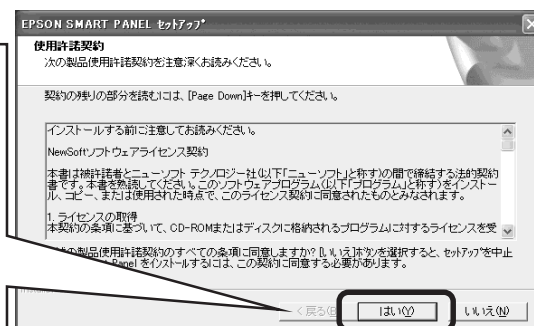 EPSON SMART PANEL セットアップ
使用許諾契約
次の製品使用許諾契約を注意深くお読みください。
契約の残りの部分を読むには、[Page Down]キーを押してください。
インストールする前に注意してお読みください。
NewSoftソフトウェアライセンス契約
本書は被許諾者とニューソフト テクノロジー社(以下「ニューソフト」と称す)の間で締結する法的契約
書です。本書を熟読してください。このソフトウェアプログラム(以下「プログラム」と称す)をインストー
ル、コピー、または使用された時点で、このライセンス契約に同意されたものとみなされます。
1. ライセンスの取得
本契約の条項に基づいて、CD-ROMまたはディスクに格納されるプログラムに対するライセンスを受
の製品使用許諾契約のすべての条項に同意しますか? [いいえ]ボタンを選択すると、セットアップを中止
Panel をインストールするには、この契約に同意する必要があります。
< 戻る(B)
はい(Y)
いいえ(N)